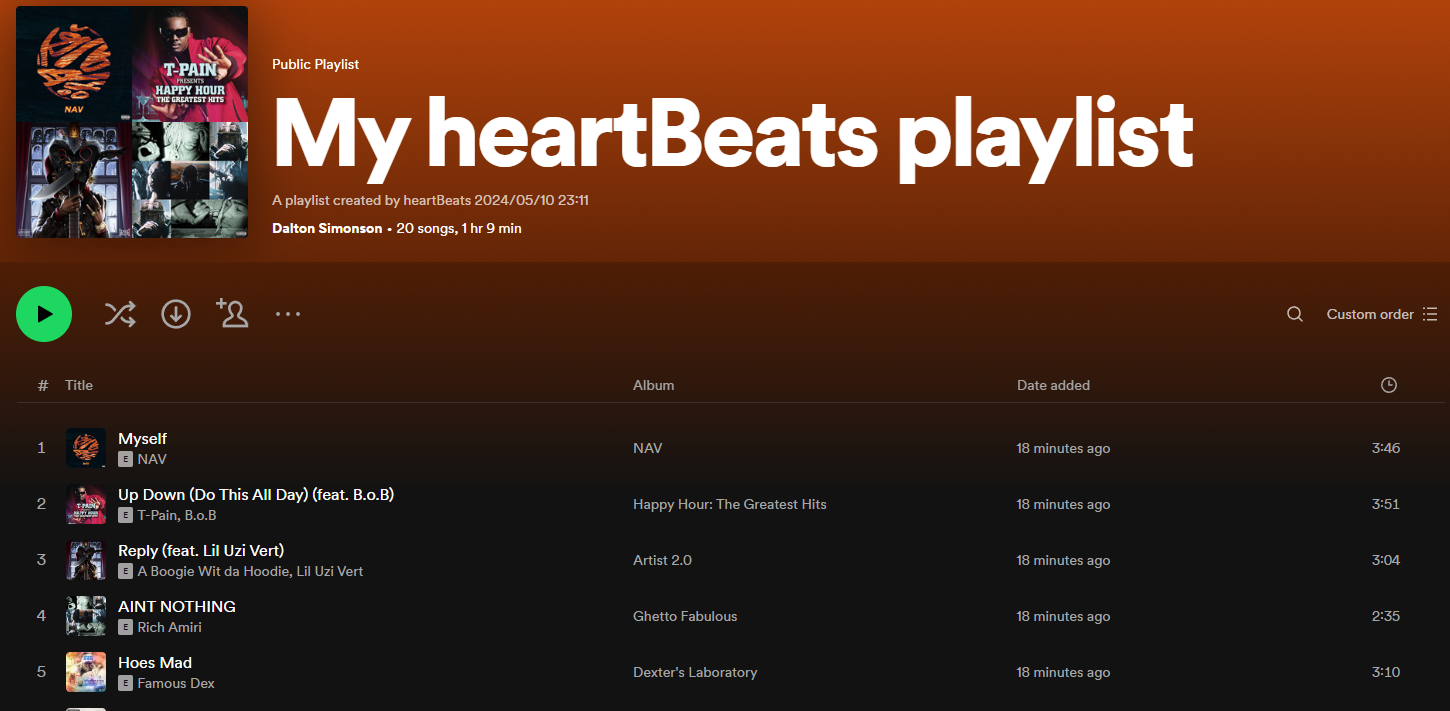 NAV
T-PAIN
PRESENTS
HAPPY HOUR
THE GREATEST HITS
Public Playlist
My heartBeats playlist
A playlist created by heartBeats 2024/05/10 23:11
Dalton Simonson • 20 songs, 1 hr 9 min
Custom order
# Title Album Date added
1 Myself NAV 18 minutes ago 3:46
E NAV
2 Up Down (Do This All Day) (feat. B.o.B) Happy Hour: The Greatest Hits 18 minutes ago 3:51
E T-Pain, B.o.B
3 Reply (feat. Lil Uzi Vert) Artist 2.0 18 minutes ago 3:04
E A Boogie Wit da Hoodie, Lil Uzi Vert
4 AINT NOTHING Ghetto Fabulous 18 minutes ago 2:35
E Rich Amiri
5 Hoes Mad Dexter's Laboratory 18 minutes ago 3:10
E Famous Dex